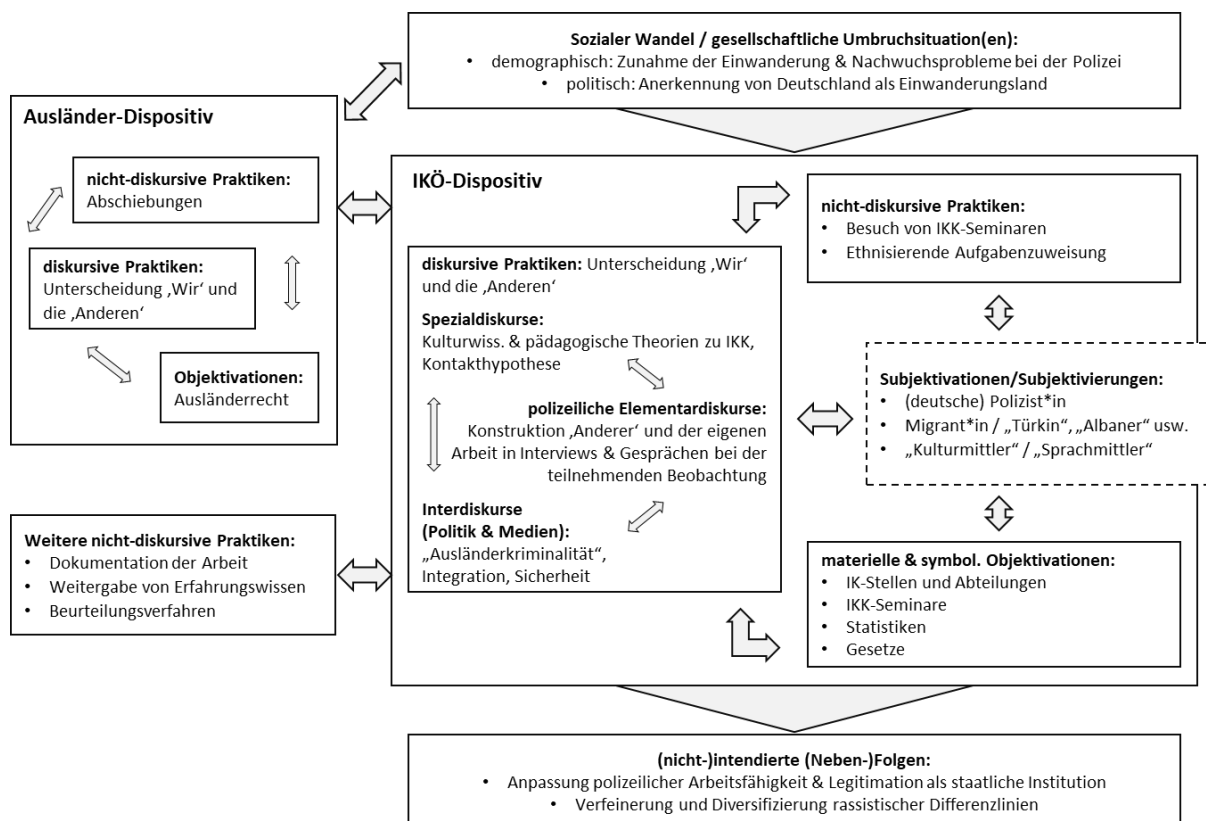 Sozialer Wandel / gesellschaftliche Umbruchsituation(en):
• demographisch: Zunahme der Einwanderung & Nachwuchsprobleme bei der Polizei
• politisch: Anerkennung von Deutschland als Einwanderungsland
Ausländer-Dispositiv
nicht-diskursive Praktiken:
Abschiebungen
diskursive Praktiken:
Unterscheidung ‚Wir‘ und
die ‚Anderen‘
Objektivationen:
Ausländerrecht
Weitere nicht-diskursive Praktiken:
• Dokumentation der Arbeit
• Weitergabe von Erfahrungswissen
• Beurteilungsverfahren
IKÖ-Dispositiv
diskursive Praktiken: Unterscheidung ‚Wir‘
und die ‚Anderen‘
Spezialdiskurse:
Kulturwiss. & pädagogische Theorien zu IKK,
Kontakthypothese
polizeiliche Elementardiskurse:
Konstruktion ‚Anderer‘ und der eigenen
Arbeit in Interviews & Gesprächen bei der
teilnehmenden Beobachtung
Interdiskurse
(Politik & Medien):
„Ausländerkriminalität“,
Integration, Sicherheit
nicht-diskursive Praktiken:
• Besuch von IKK-Seminaren
• Ethnisierende Aufgabenzuweisung
Subjektivationen/Subjektivierungen:
• (deutsche) Polizist*in
• Migrant*in / „Türkin“, „Albaner“ usw.
• „Kulturmittler“ / „Sprachmittler“
materielle & symbol. Objektivationen:
• IK-Stellen und Abteilungen
• IKK-Seminare
• Statistiken
• Gesetze
(nicht-)intendierte (Neben-)Folgen:
• Anpassung polizeilicher Arbeitsfähigkeit & Legitimation als staatliche Institution
• Verfeinerung und Diversifizierung rassistischer Differenzlinien